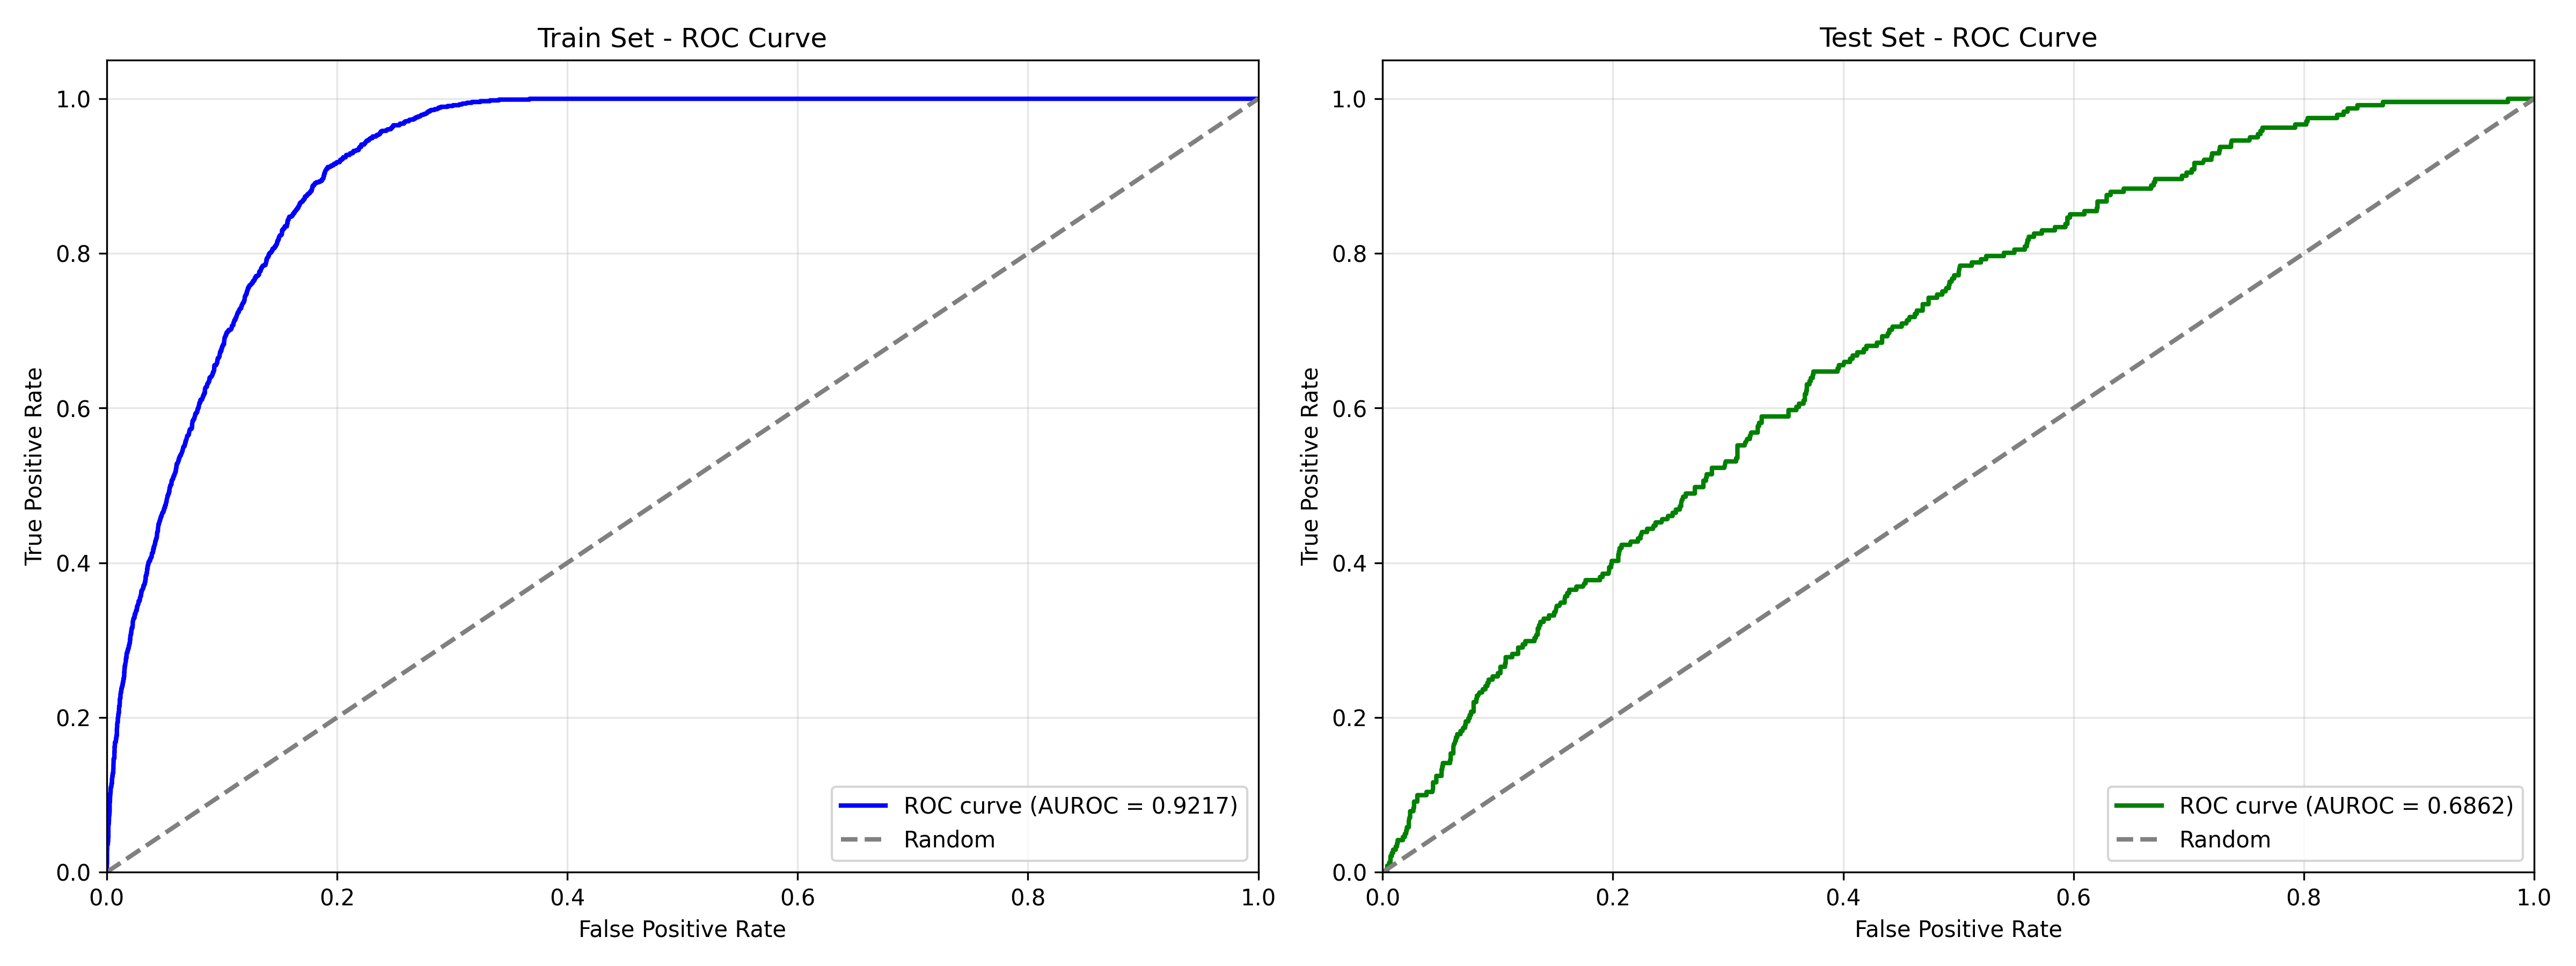 Train Set - ROC Curve
True Positive Rate
1.0
0.8
0.6
0.4
0.2
0.0
0.0 0.2 0.4 0.6 0.8 1.0
False Positive Rate
ROC curve (AUROC = 0.9217)
Random
Test Set - ROC Curve
True Positive Rate
1.0
0.8
0.6
0.4
0.2
0.0
0.0 0.2 0.4 0.6 0.8 1.0
False Positive Rate
ROC curve (AUROC = 0.6862)
Random